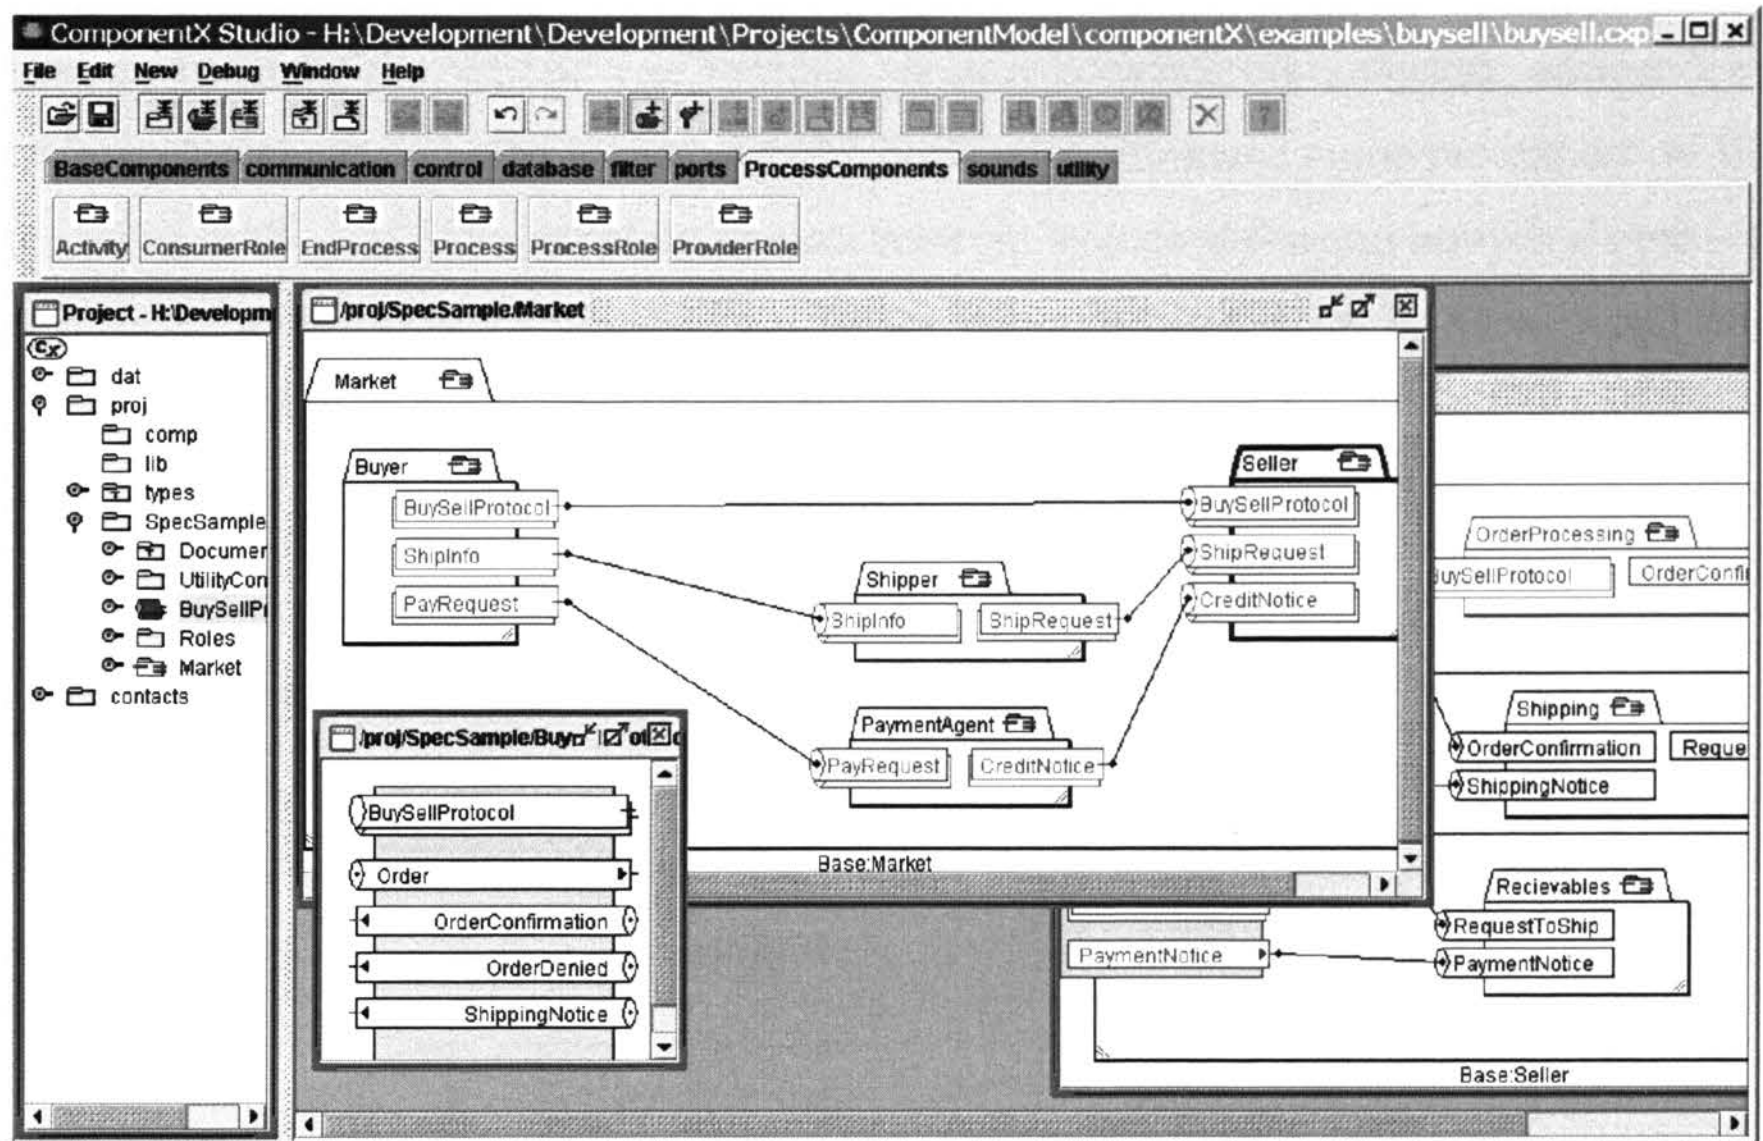 ComponentX Studio - H:\Development\Development\Projects\ComponentModel\componentX\examples\buysell\buysell.cxp
File Edit New Debug Window Help
BaseComponents communication control database filter ports ProcessComponents sounds utility
Activity ConsumerRole EndProcess Process ProcessRole ProviderRole
Project - H:\Developm
Cx
dat
proj
comp
lib
types
SpecSample
Documer
UtilityCon
BuySellPr
Roles
Market
contacts
/proj/SpecSample/Market
Market
Buyer
BuySellProtocol
ShipInfo
PayRequest
Shipper
ShipInfo ShipRequest
PaymentAgent
PayRequest CreditNotice
Seller
BuySellProtocol
ShipRequest
CreditNotice
Base:Market
/proj/SpecSample/Buy
BuySellProtocol
Order
OrderConfirmation
OrderDenied
ShippingNotice
OrderProcessing
uySellProtocol OrderConfi
Shipping
OrderConfirmation Reque
ShippingNotice
Recievables
RequestToShip
PaymentNotice
PaymentNotice
Base:Seller